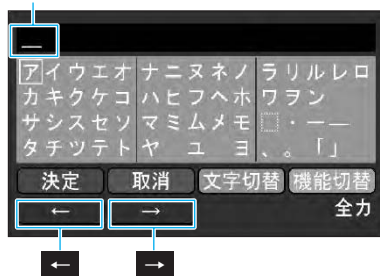 アイウエオ ナニヌネノ ラリルレロ
カキクケコ ハヒフヘホ ワヲン
サシスセソ マミムメモ ・ー―
タチツテト ヤ ユ ヨ 、。「」
決定 取消 文字切替 機能切替
← → 全力
← →